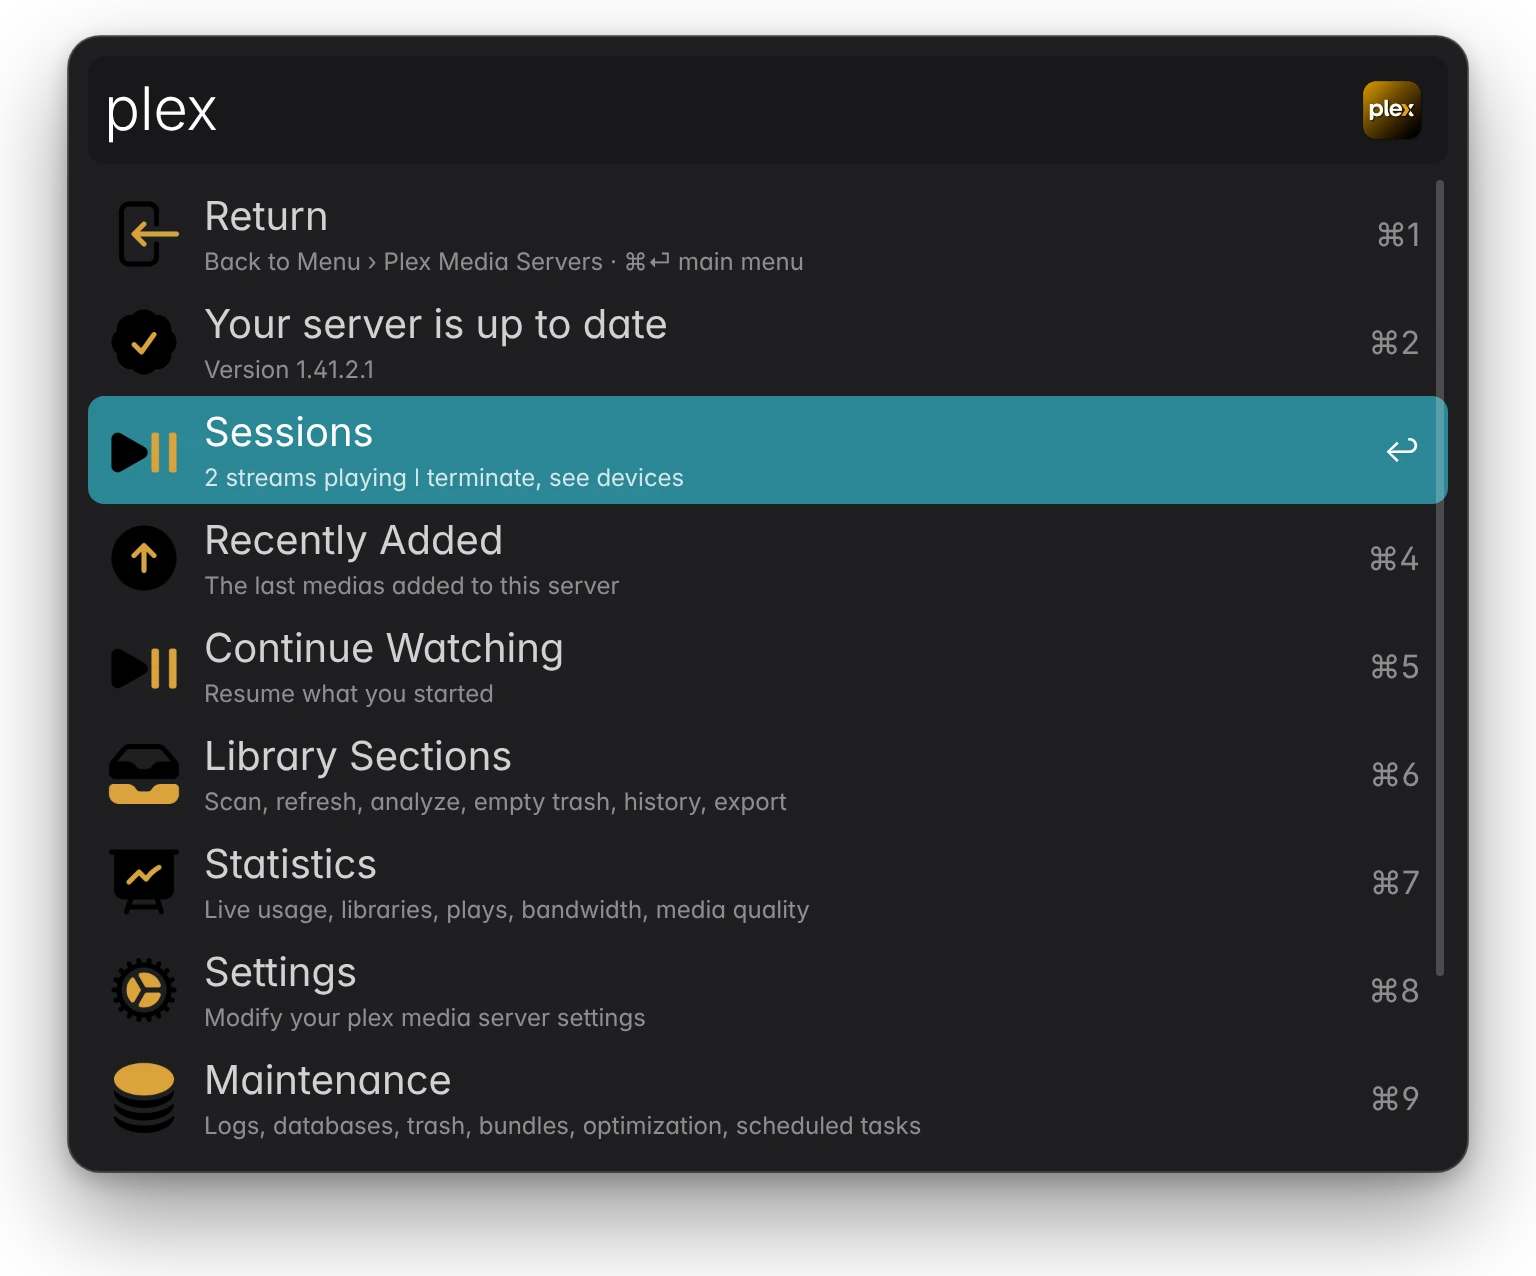 plex
plex
Return
Back to Menu › Plex Media Servers · ⌘⏎ main menu
⌘1
Your server is up to date
Version 1.41.2.1
⌘2
Sessions
2 streams playing | terminate, see devices
↩
Recently Added
The last medias added to this server
⌘4
Continue Watching
Resume what you started
⌘5
Library Sections
Scan, refresh, analyze, empty trash, history, export
⌘6
Statistics
Live usage, libraries, plays, bandwidth, media quality
⌘7
Settings
Modify your plex media server settings
⌘8
Maintenance
Logs, databases, trash, bundles, optimization, scheduled tasks
⌘9